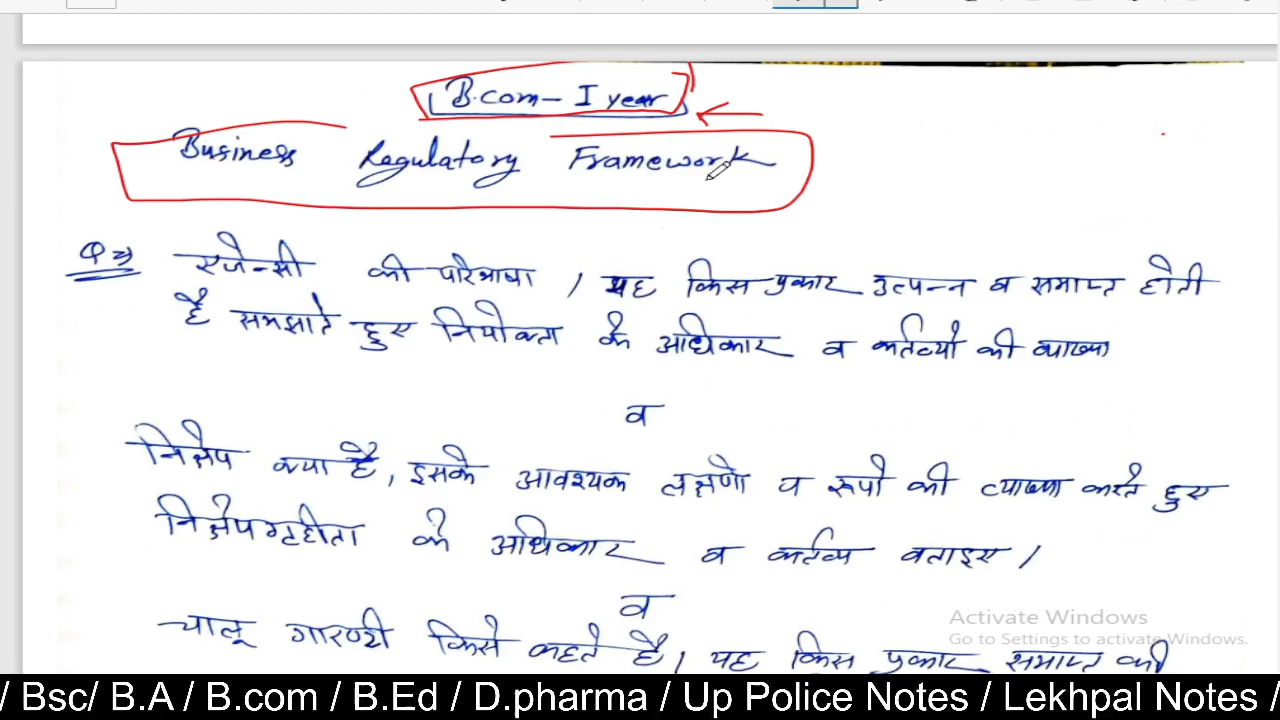 B.com - I year
Business Regulatory Framework
Q⇒ एजेन्सी की परिभाषा / यह किस प्रकार उत्पन्न व समाप्त होती
है समझाते हुए नियोक्ता के अधिकार व कर्तव्यों की व्याख्या
व
निक्षेप क्या है, इसके आवश्यक लक्षणो व रूपो की व्याख्या करते हुए
निक्षेपगृहीता के अधिकार व कर्तव्य बताइए /
व
चालू गारण्टी किसे कहते है, यह किस प्रकार समाप्त की
Activate Windows
Go to Settings to activate Windows.
/ Bsc/ B.A / B.com / B.Ed / D.pharma / Up Police Notes / Lekhpal Notes /